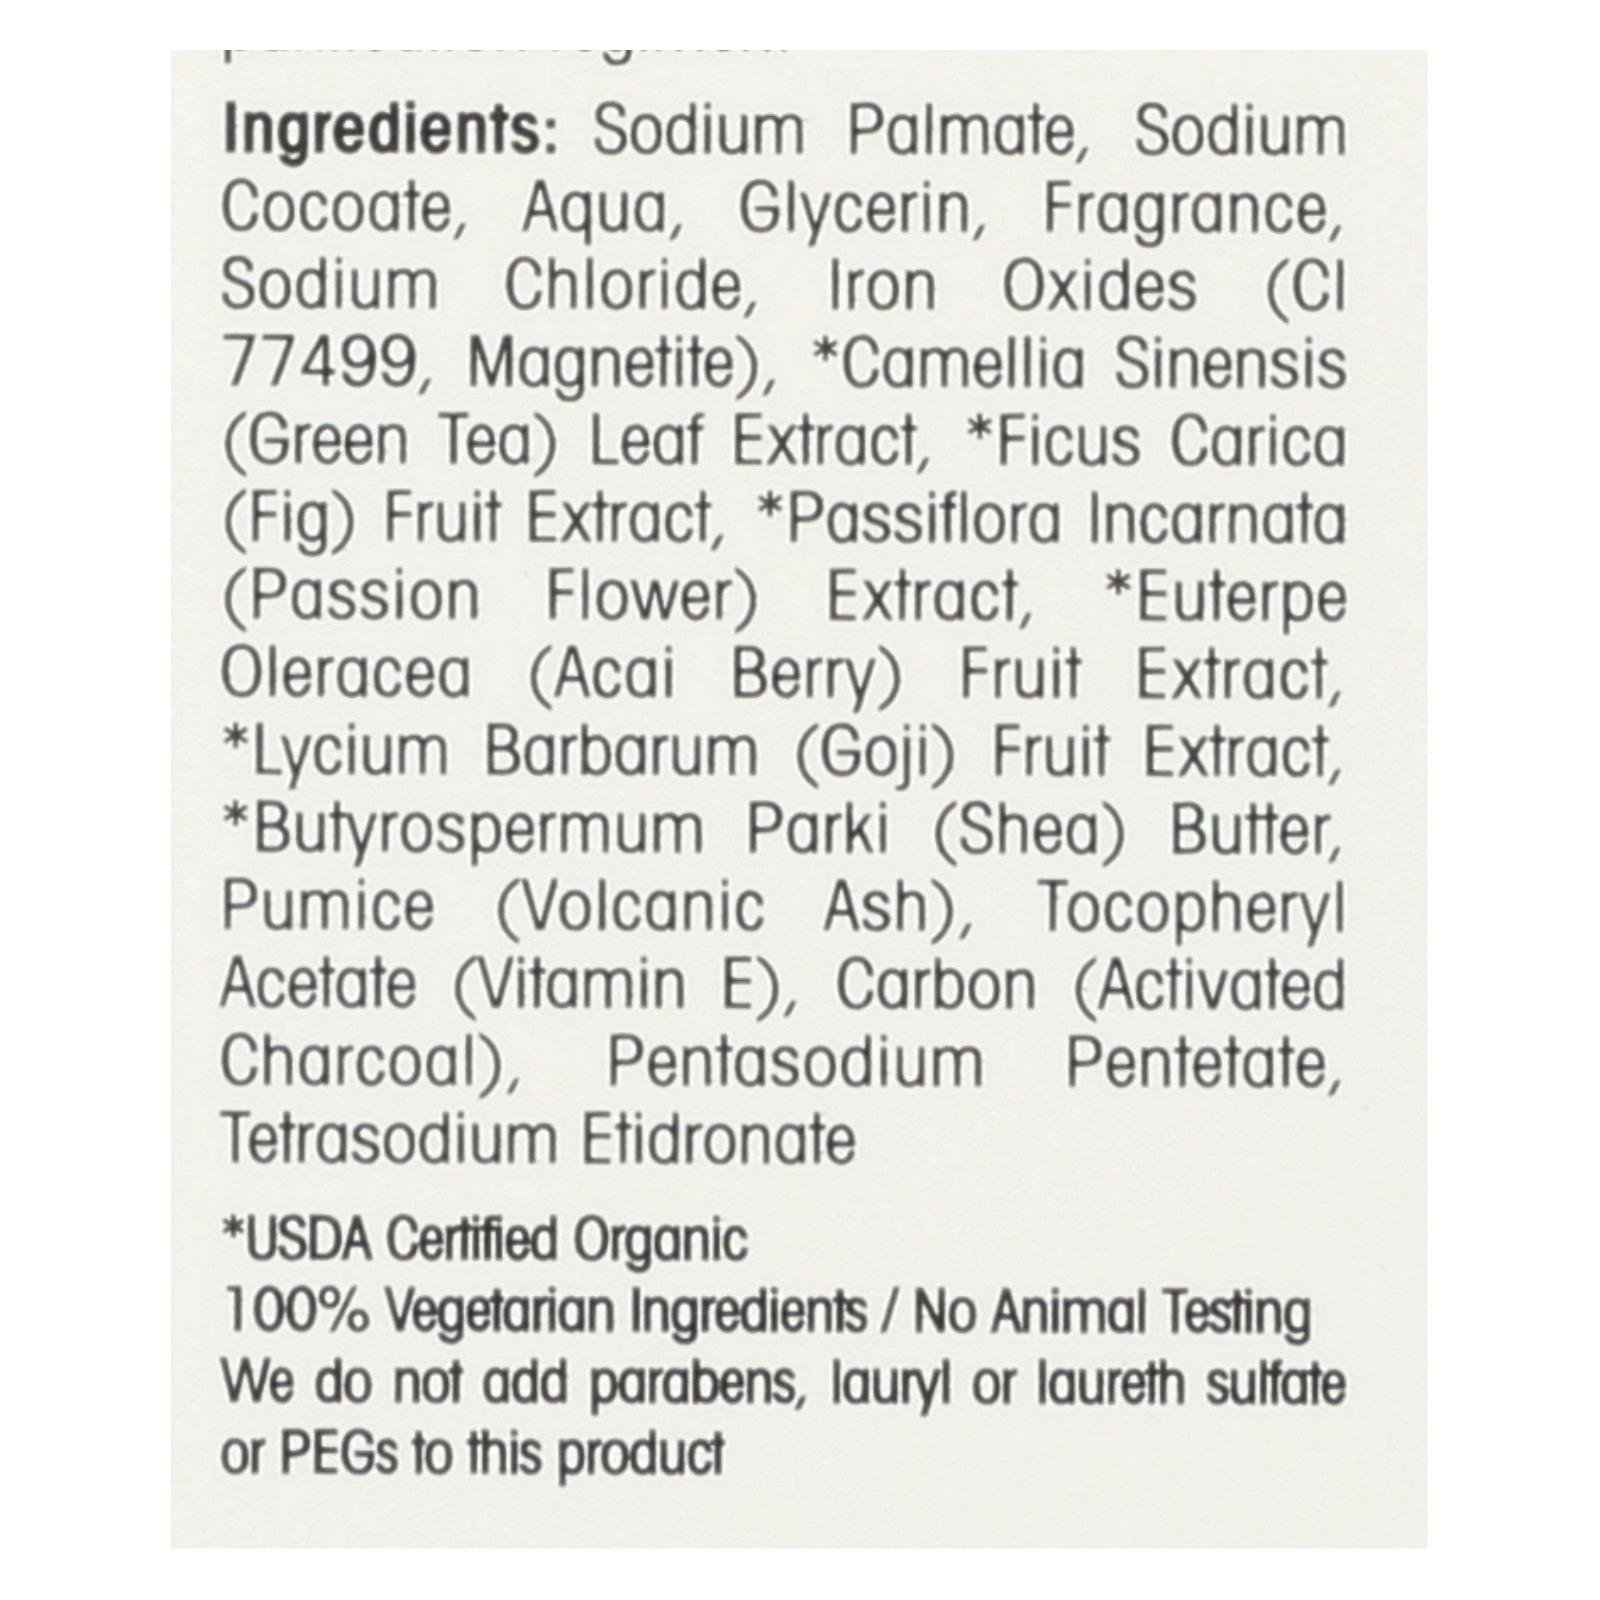 Ingredients: Sodium Palmate, Sodium
Cocoate, Aqua, Glycerin, Fragrance,
Sodium Chloride, Iron Oxides (CI
77499, Magnetite), *Camellia Sinensis
(Green Tea) Leaf Extract, *Ficus Carica
(Fig) Fruit Extract, *Passiflora Incarnata
(Passion Flower) Extract, *Euterpe
Oleracea (Acai Berry) Fruit Extract,
*Lycium Barbarum (Goji) Fruit Extract,
*Butyrospermum Parki (Shea) Butter,
Pumice (Volcanic Ash), Tocopheryl
Acetate (Vitamin E), Carbon (Activated
Charcoal), Pentasodium Pentetate,
Tetrasodium Etidronate
*USDA Certified Organic
100% Vegetarian Ingredients / No Animal Testing
We do not add parabens, lauryl or laureth sulfate
or PEGs to this product